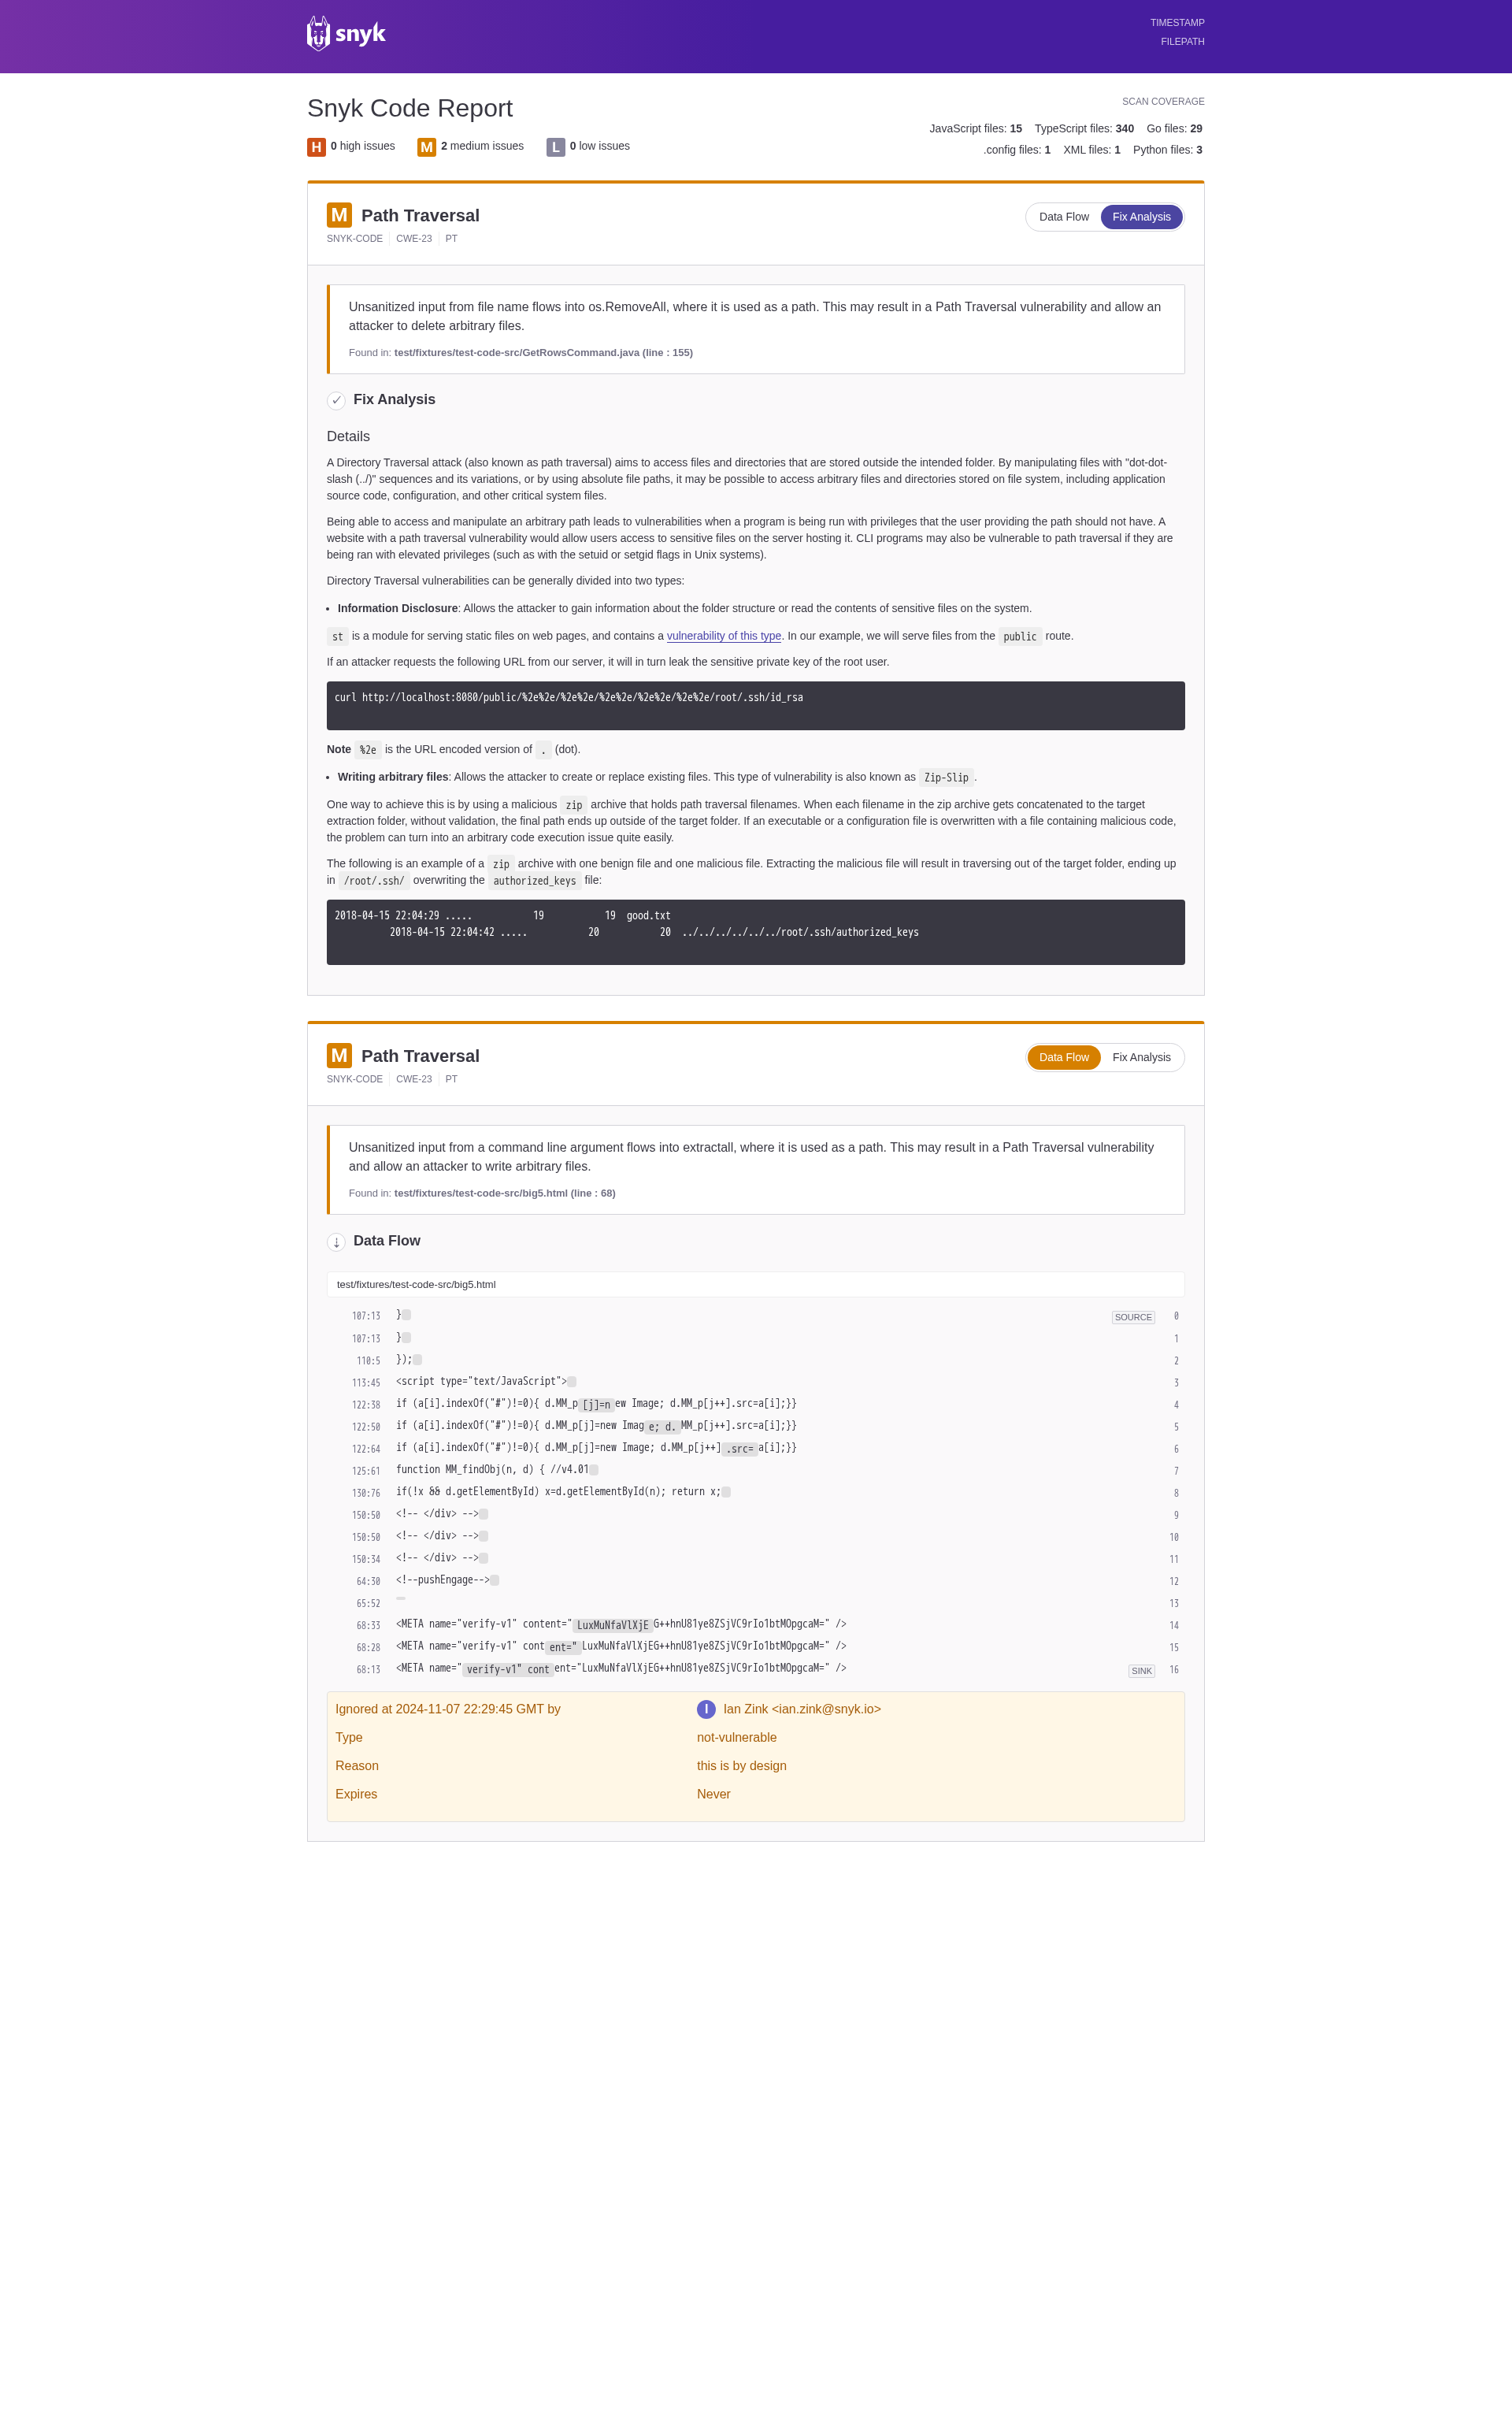 snyk
TIMESTAMP
FILEPATH
Snyk Code Report
SCAN COVERAGE
JavaScript files: 15 TypeScript files: 340 Go files: 29
.config files: 1 XML files: 1 Python files: 3
H 0 high issues M 2 medium issues L 0 low issues
M Path Traversal
Data Flow Fix Analysis
SNYK-CODE CWE-23 PT
Unsanitized input from file name flows into os.RemoveAll, where it is used as a path. This may result in a Path Traversal vulnerability and allow an
attacker to delete arbitrary files.
Found in: test/fixtures/test-code-src/GetRowsCommand.java (line : 155)
✓ Fix Analysis
Details
A Directory Traversal attack (also known as path traversal) aims to access files and directories that are stored outside the intended folder. By manipulating files with "dot-dot-
slash (../)" sequences and its variations, or by using absolute file paths, it may be possible to access arbitrary files and directories stored on file system, including application
source code, configuration, and other critical system files.
Being able to access and manipulate an arbitrary path leads to vulnerabilities when a program is being run with privileges that the user providing the path should not have. A
website with a path traversal vulnerability would allow users access to sensitive files on the server hosting it. CLI programs may also be vulnerable to path traversal if they are
being ran with elevated privileges (such as with the setuid or setgid flags in Unix systems).
Directory Traversal vulnerabilities can be generally divided into two types:
• Information Disclosure: Allows the attacker to gain information about the folder structure or read the contents of sensitive files on the system.
st is a module for serving static files on web pages, and contains a vulnerability of this type. In our example, we will serve files from the public route.
If an attacker requests the following URL from our server, it will in turn leak the sensitive private key of the root user.
curl http://localhost:8080/public/%2e%2e/%2e%2e/%2e%2e/%2e%2e/%2e%2e/root/.ssh/id_rsa
Note %2e is the URL encoded version of . (dot).
• Writing arbitrary files: Allows the attacker to create or replace existing files. This type of vulnerability is also known as Zip-Slip .
One way to achieve this is by using a malicious zip archive that holds path traversal filenames. When each filename in the zip archive gets concatenated to the target
extraction folder, without validation, the final path ends up outside of the target folder. If an executable or a configuration file is overwritten with a file containing malicious code,
the problem can turn into an arbitrary code execution issue quite easily.
The following is an example of a zip archive with one benign file and one malicious file. Extracting the malicious file will result in traversing out of the target folder, ending up
in /root/.ssh/ overwriting the authorized_keys file:
2018-04-15 22:04:29 ..... 19 19 good.txt
2018-04-15 22:04:42 ..... 20 20 ../../../../../../root/.ssh/authorized_keys
M Path Traversal
Data Flow Fix Analysis
SNYK-CODE CWE-23 PT
Unsanitized input from a command line argument flows into extractall, where it is used as a path. This may result in a Path Traversal vulnerability
and allow an attacker to write arbitrary files.
Found in: test/fixtures/test-code-src/big5.html (line : 68)
↓ Data Flow
test/fixtures/test-code-src/big5.html
107:13 } SOURCE 0
107:13 } 1
110:5 }); 2
113:45 <script type="text/JavaScript"> 3
122:38 if (a[i].indexOf("#")!=0){ d.MM_p[j]=new Image; d.MM_p[j++].src=a[i];}} 4
122:50 if (a[i].indexOf("#")!=0){ d.MM_p[j]=new Image; d.MM_p[j++].src=a[i];}} 5
122:64 if (a[i].indexOf("#")!=0){ d.MM_p[j]=new Image; d.MM_p[j++].src=a[i];}} 6
125:61 function MM_findObj(n, d) { //v4.01 7
130:76 if(!x && d.getElementById) x=d.getElementById(n); return x; 8
150:50 <!-- </div> --> 9
150:50 <!-- </div> --> 10
150:34 <!-- </div> --> 11
64:30 <!--pushEngage--> 12
65:52 13
68:33 <META name="verify-v1" content="LuxMuNfaVlXjEG++hnU81ye8ZSjVC9rIo1btMOpgcaM=" /> 14
68:28 <META name="verify-v1" content="LuxMuNfaVlXjEG++hnU81ye8ZSjVC9rIo1btMOpgcaM=" /> 15
68:13 <META name="verify-v1" content="LuxMuNfaVlXjEG++hnU81ye8ZSjVC9rIo1btMOpgcaM=" /> SINK 16
Ignored at 2024-11-07 22:29:45 GMT by I Ian Zink <ian.zink@snyk.io>
Type not-vulnerable
Reason this is by design
Expires Never